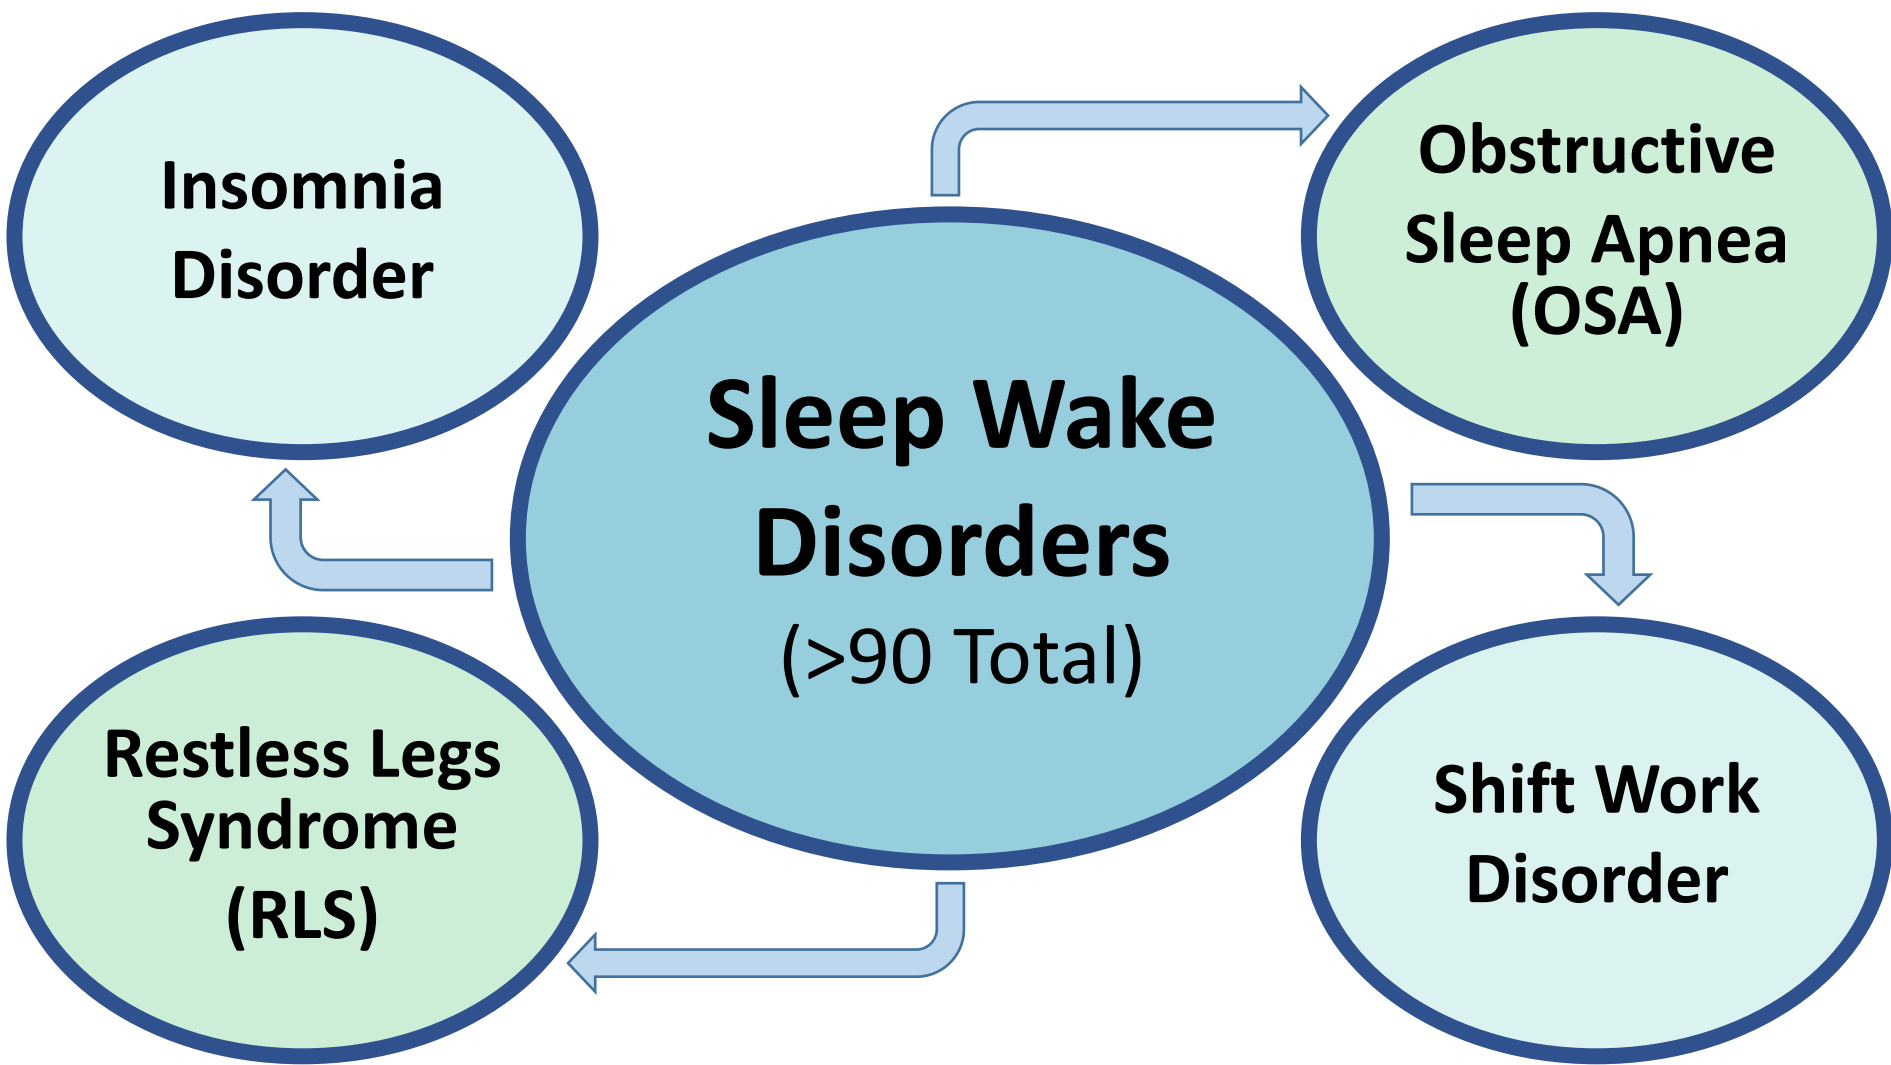 Insomnia
Disorder
Obstructive
Sleep Apnea
(OSA)
Sleep Wake
Disorders
(>90 Total)
Restless Legs
Syndrome
(RLS)
Shift Work
Disorder